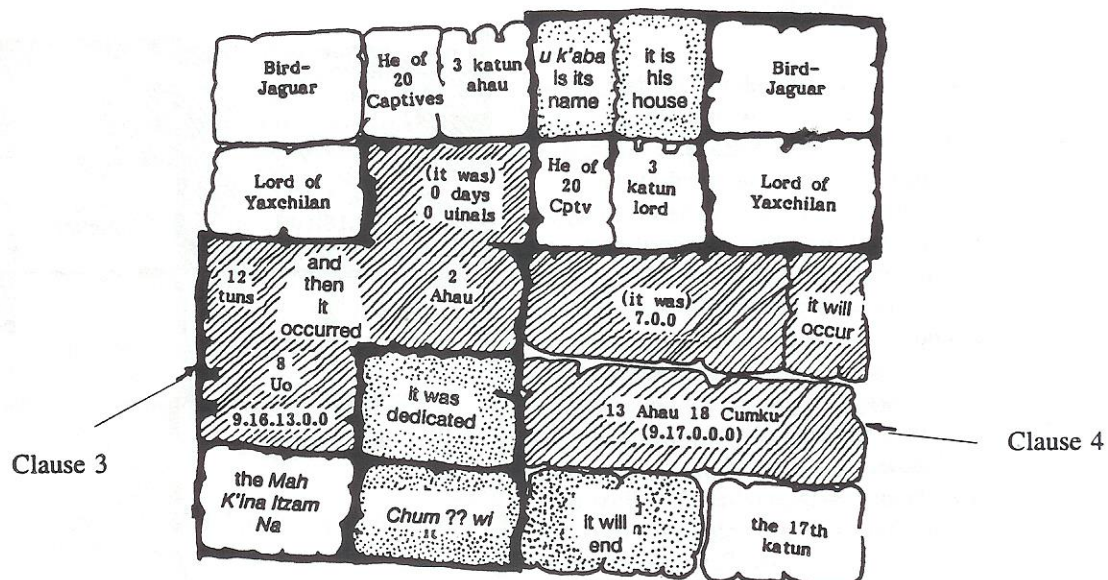 Bird-
Jaguar
He of
20
Captives
3 katun
ahau
u k'aba
is its
name
it is
his
house
Bird-
Jaguar
Lord of
Yaxchilan
(it was)
0 days
0 uinals
He of
20
Cptv
3
katun
lord
Lord of
Yaxchilan
12
tuns
and
then
it
occurred
2
Ahau
(it was)
7.0.0
it will
occur
8
Uo
9.16.13.0.0
it was
dedicated
13 Ahau 18 Cumku
(9.17.0.0.0)
Clause 3
Clause 4
the Mah
K'ina Itzam
Na
Chum ?? wi
it will
end
the 17th
katun